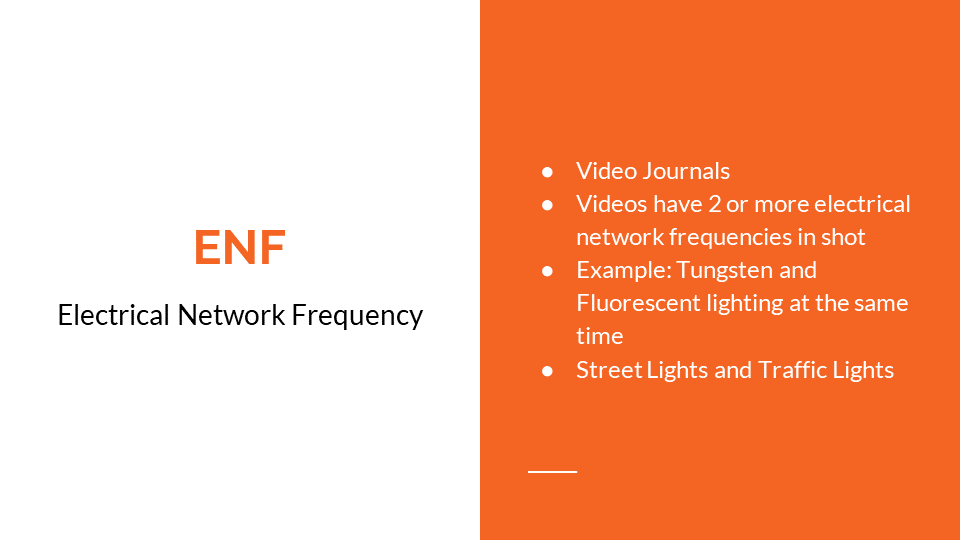 ENF
Electrical Network Frequency
● Video Journals
● Videos have 2 or more electrical
network frequencies in shot
● Example: Tungsten and
Fluorescent lighting at the same
time
● Street Lights and Traffic Lights